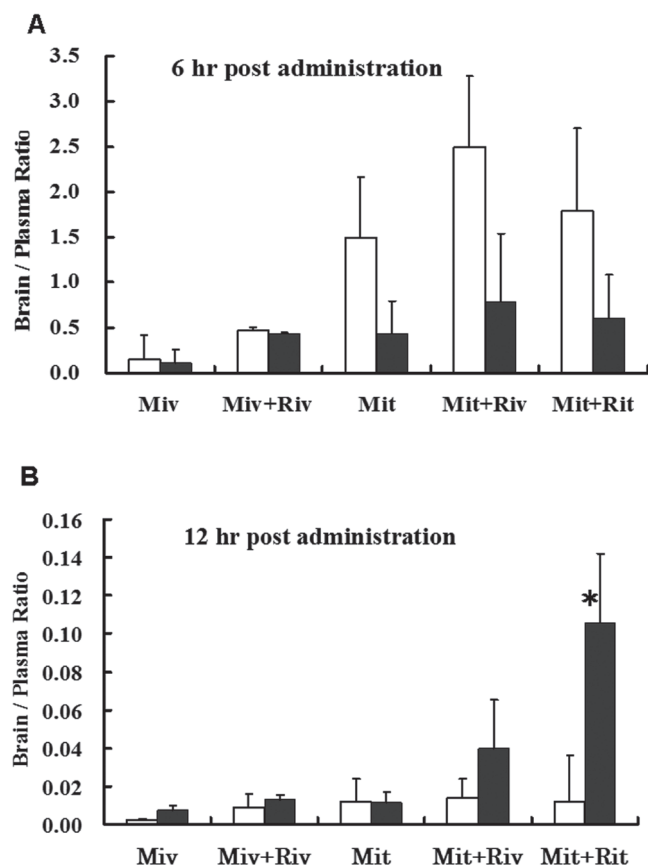 A
6 hr post administration
Brain / Plasma Ratio
3.5
3.0
2.5
2.0
1.5
1.0
0.5
0.0
Miv Miv+Riv Mit Mit+Riv Mit+Rit
B
12 hr post administration
Brain / Plasma Ratio
0.16
0.14
0.12
0.10
0.08
0.06
0.04
0.02
0.00
*
Miv Miv+Riv Mit Mit+Riv Mit+Rit